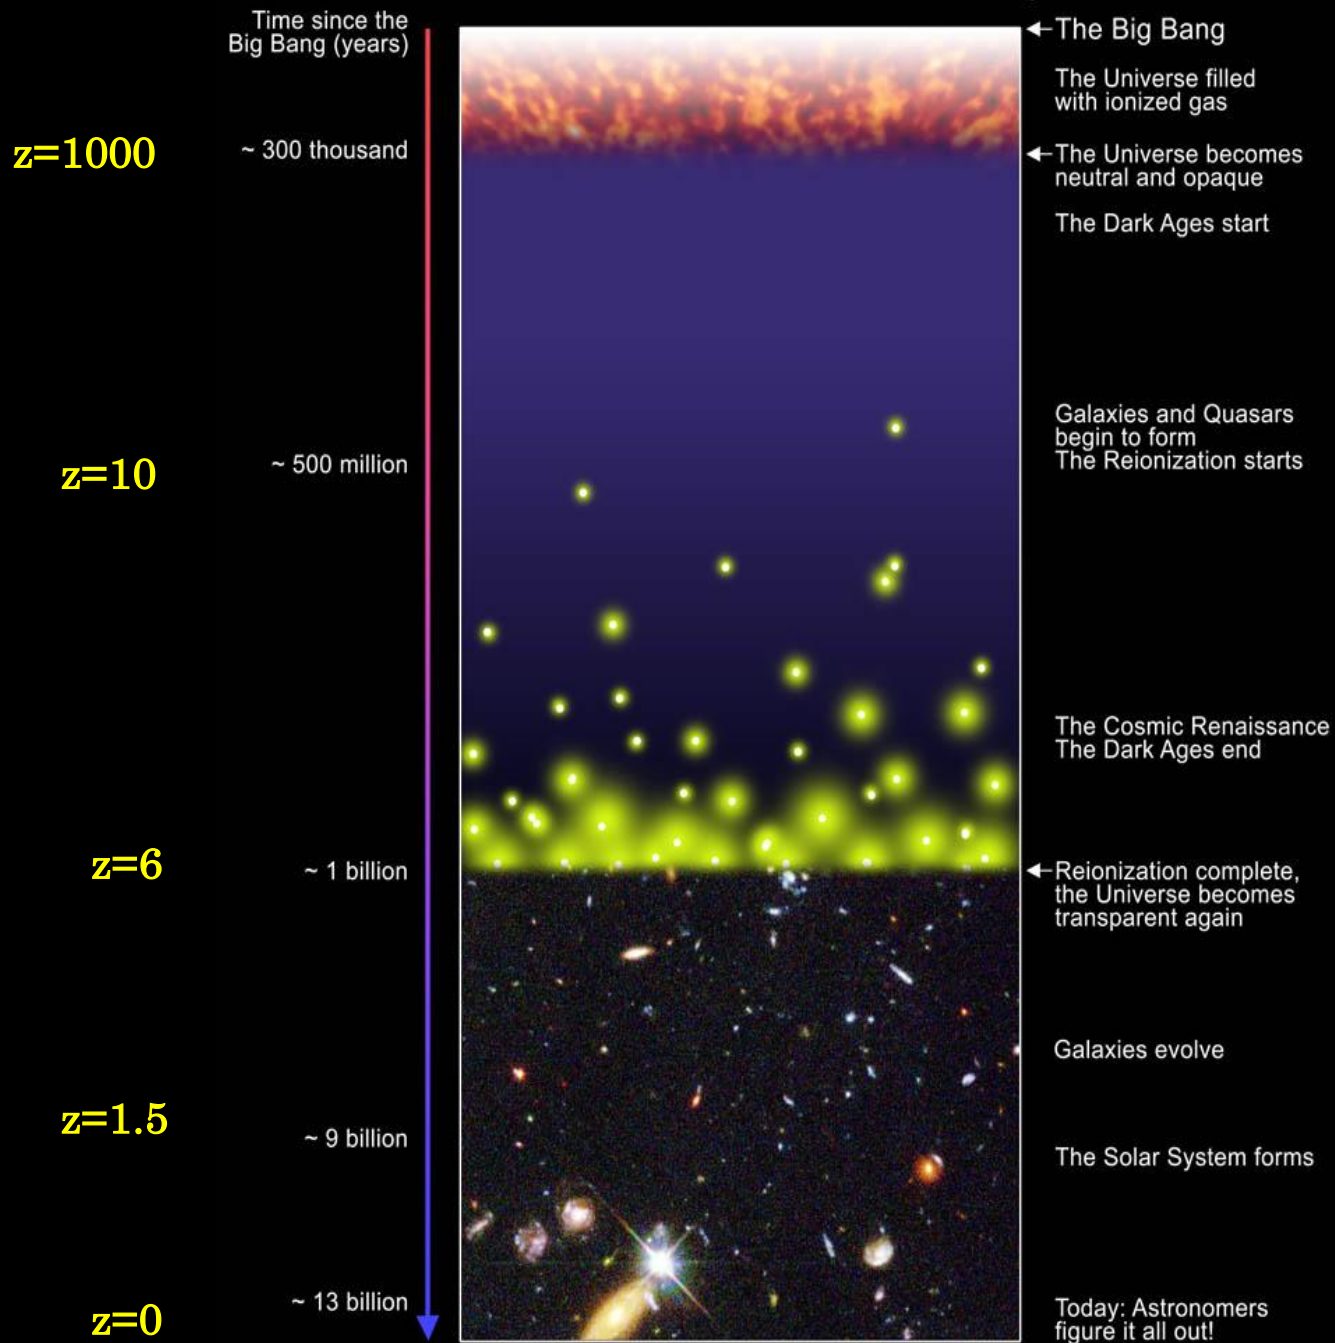 Time since the
Big Bang (years)
The Big Bang
The Universe filled
with ionized gas
z=1000
~ 300 thousand
The Universe becomes
neutral and opaque
The Dark Ages start
Galaxies and Quasars
begin to form
The Reionization starts
z=10
~ 500 million
The Cosmic Renaissance
The Dark Ages end
z=6
~ 1 billion
Reionization complete,
the Universe becomes
transparent again
Galaxies evolve
z=1.5
~ 9 billion
The Solar System forms
z=0
~ 13 billion
Today: Astronomers
figure it all out!